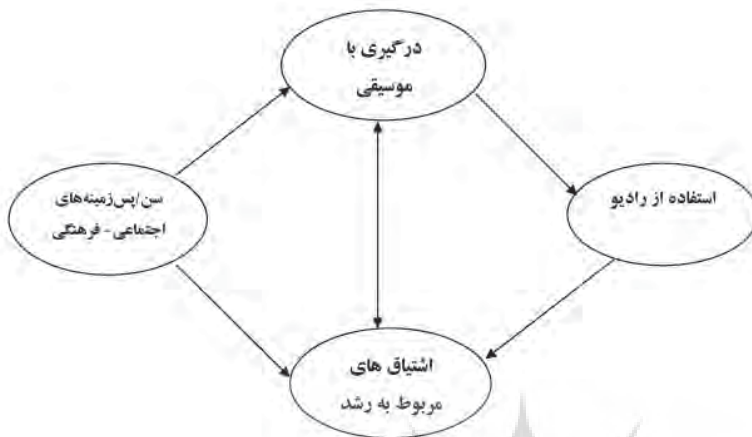 درگیری با
موسیقی
سن/پس‌زمینه‌های
اجتماعی - فرهنگی
استفاده از رادیو
اشتیاق های
مربوط به رشد